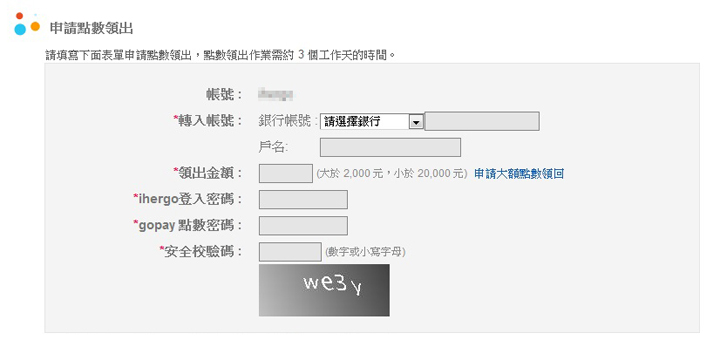 申請點數領出
請填寫下面表單申請點數領出，點數領出作業需約 3 個工作天的時間。
帳號：
*轉入帳號： 銀行帳號：請選擇銀行
戶名:
*領出金額： (大於 2,000 元，小於 20,000 元) 申請大額點數領回
*ihergo登入密碼：
*gopay 點數密碼：
*安全校驗碼： (數字或小寫字母)
we3y